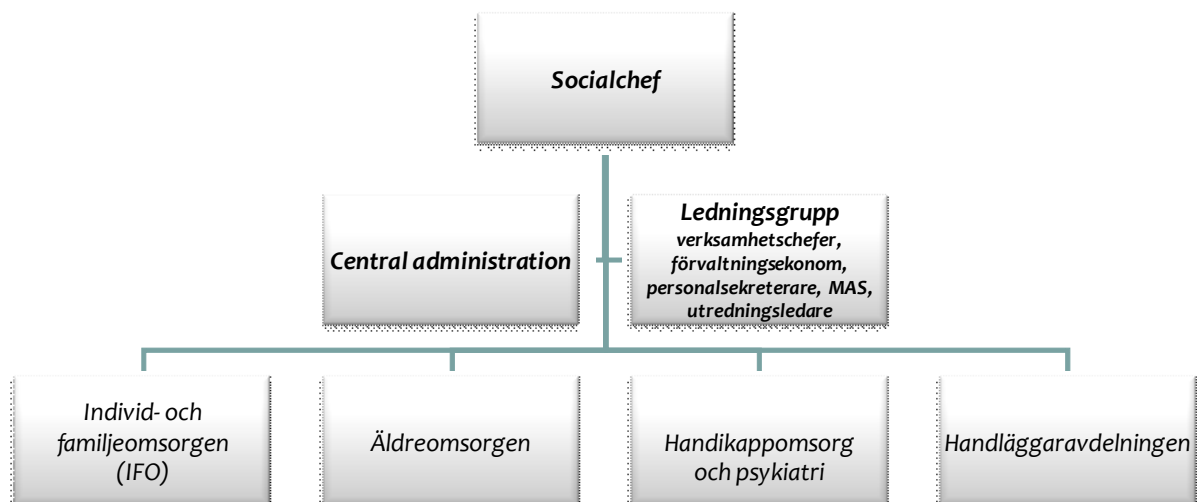 Socialchef
Central administration
Ledningsgrupp
verksamhetschefer,
förvaltningsekonom,
personalsekreterare, MAS,
utredningsledare
Individ- och
familjeomsorgen
(IFO)
Äldreomsorgen
Handikappomsorg
och psykiatri
Handläggaravdelningen